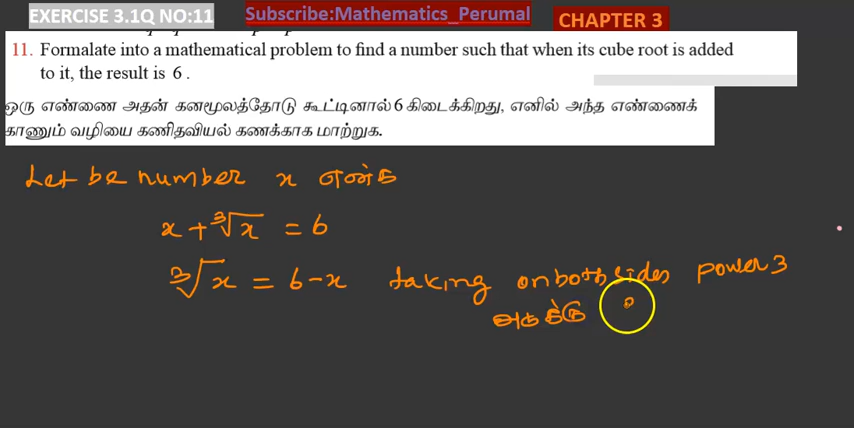 EXERCISE 3.1Q NO:11 Subscribe:Mathematics_Perumal CHAPTER 3
11. Formalate into a mathematical problem to find a number such that when its cube root is added
to it, the result is 6 .
ஒரு எண்ணை அதன் கனமூலத்தோடு கூட்டினால் 6 கிடைக்கிறது, எனில் அந்த எண்ணைக்
காணும் வழியை கணிதவியல் கணக்காக மாற்றுக.
Let be number x என்க
x + ∛x = 6
∛x = 6 - x taking on both sides power 3